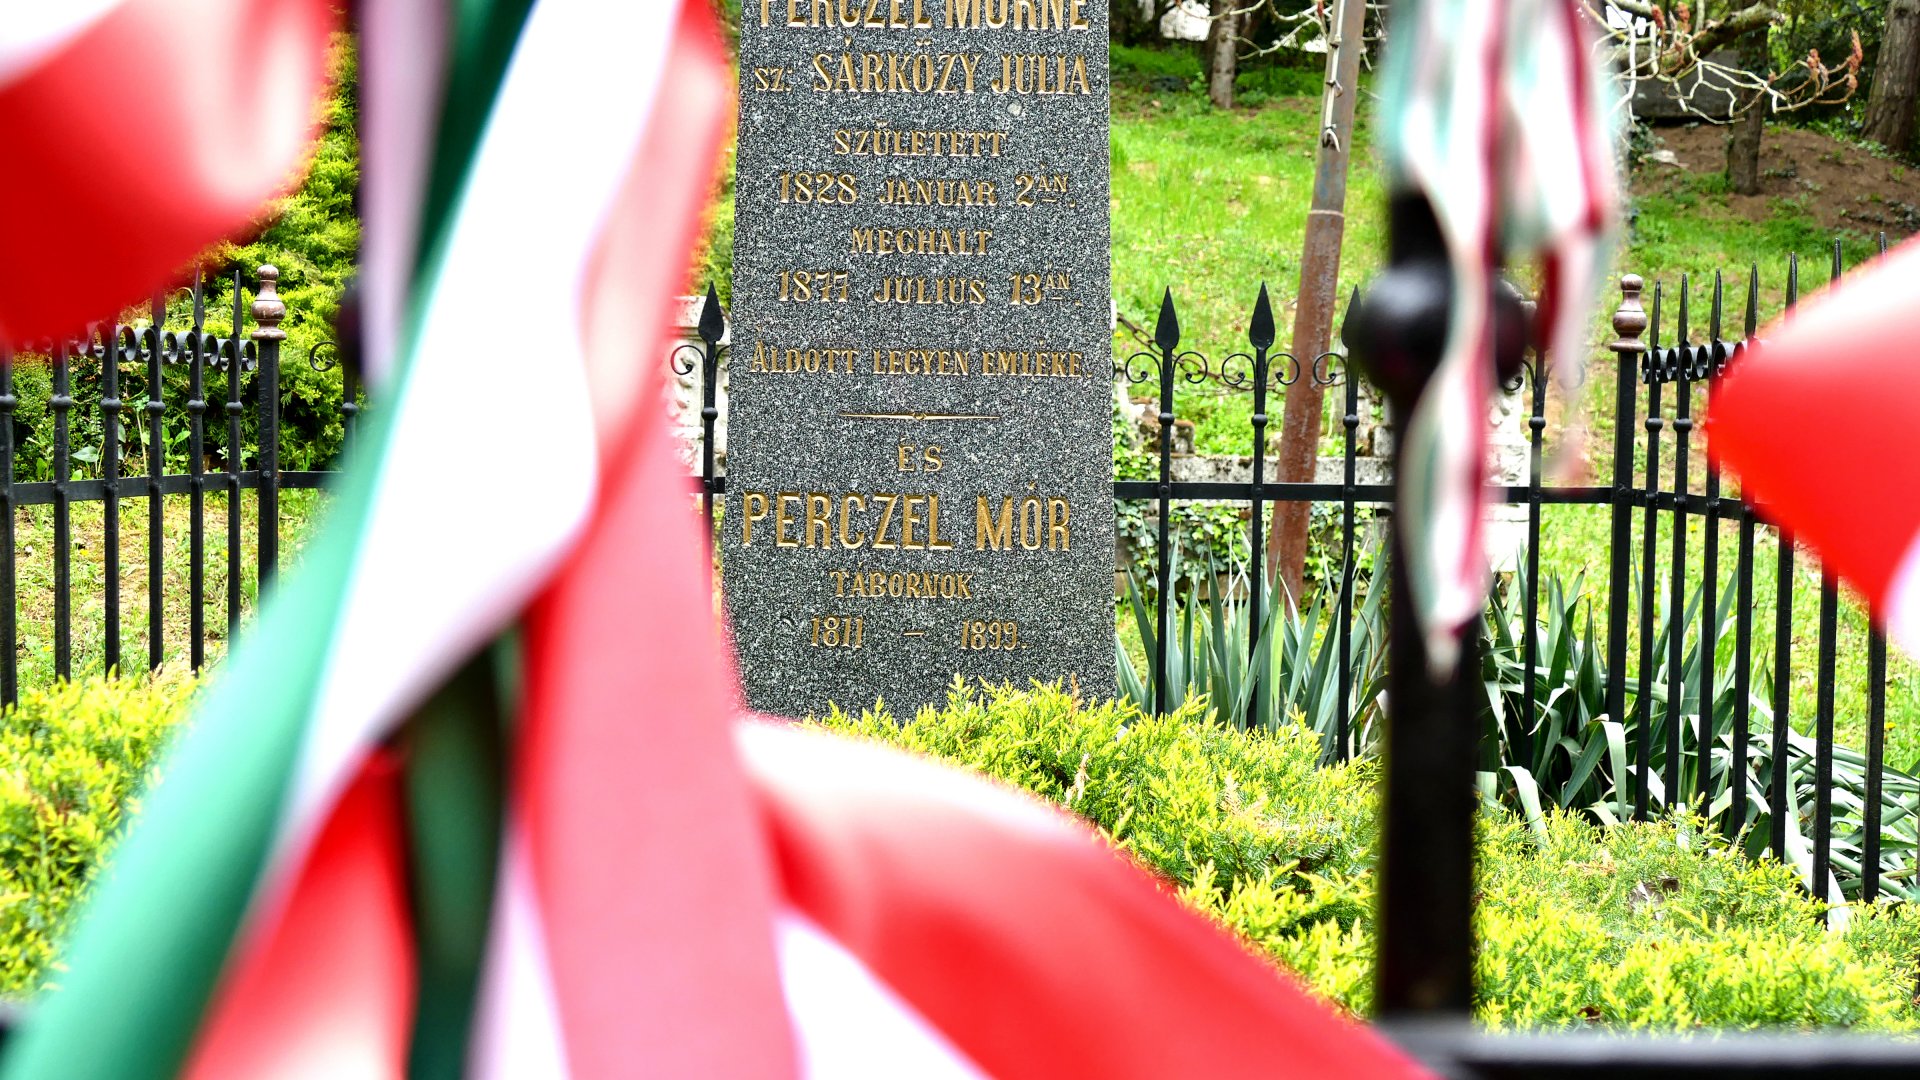 PERCZEL MÓRNÉ
SZ: SÁRKÖZY JULIA
SZÜLETETT
1828 JANUAR 2ÁN.
MEGHALT
1877 JULIUS 13ÁN.
ÁLDOTT LEGYEN EMLÉKE.
ÉS
PERCZEL MÓR
TÁBORNOK
1811 – 1899.